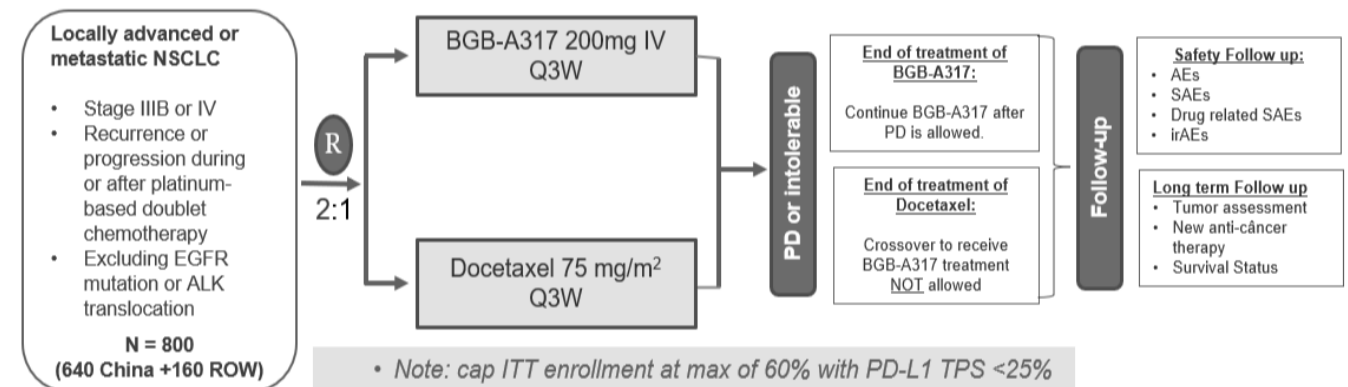 Locally advanced or
metastatic NSCLC
• Stage IIIB or IV
• Recurrence or
progression during
or after platinum-
based doublet
chemotherapy
• Excluding EGFR
mutation or ALK
translocation
N = 800
(640 China +160 ROW)
R
2:1
BGB-A317 200mg IV
Q3W
Docetaxel 75 mg/m²
Q3W
PD or intolerable
End of treatment of
BGB-A317:
Continue BGB-A317 after
PD is allowed.
End of treatment of
Docetaxel:
Crossover to receive
BGB-A317 treatment
NOT allowed
Follow-up
Safety Follow up:
• AEs
• SAEs
• Drug related SAEs
• irAEs
Long term Follow up
• Tumor assessment
• New anti-câncer
therapy
• Survival Status
• Note: cap ITT enrollment at max of 60% with PD-L1 TPS <25%